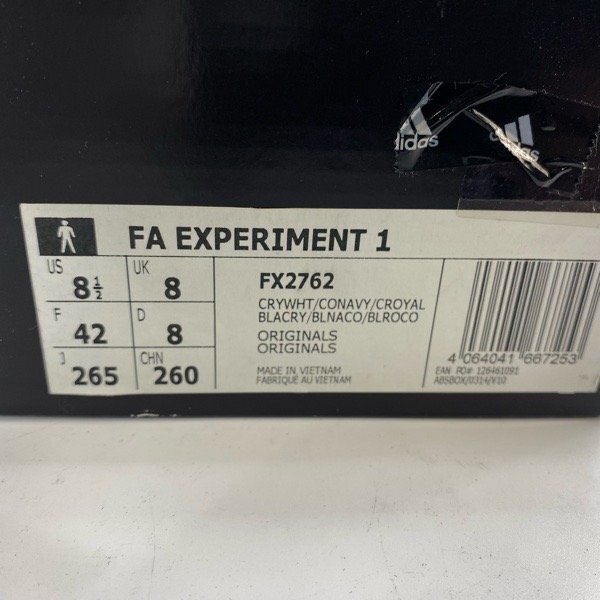 adidas
adidas
FA EXPERIMENT 1
US 8½ UK 8
F 42 D 8
J 265 CHN 260
FX2762
CRYWHT/CONAVY/CROYAL
BLACRY/BLNACO/BLROCO
ORIGINALS
ORIGINALS
MADE IN VIETNAM
FABRIQUÉ AU VIETNAM
4 064041 667253
EAN PO# 126461091
ABSBOX/0314/V10